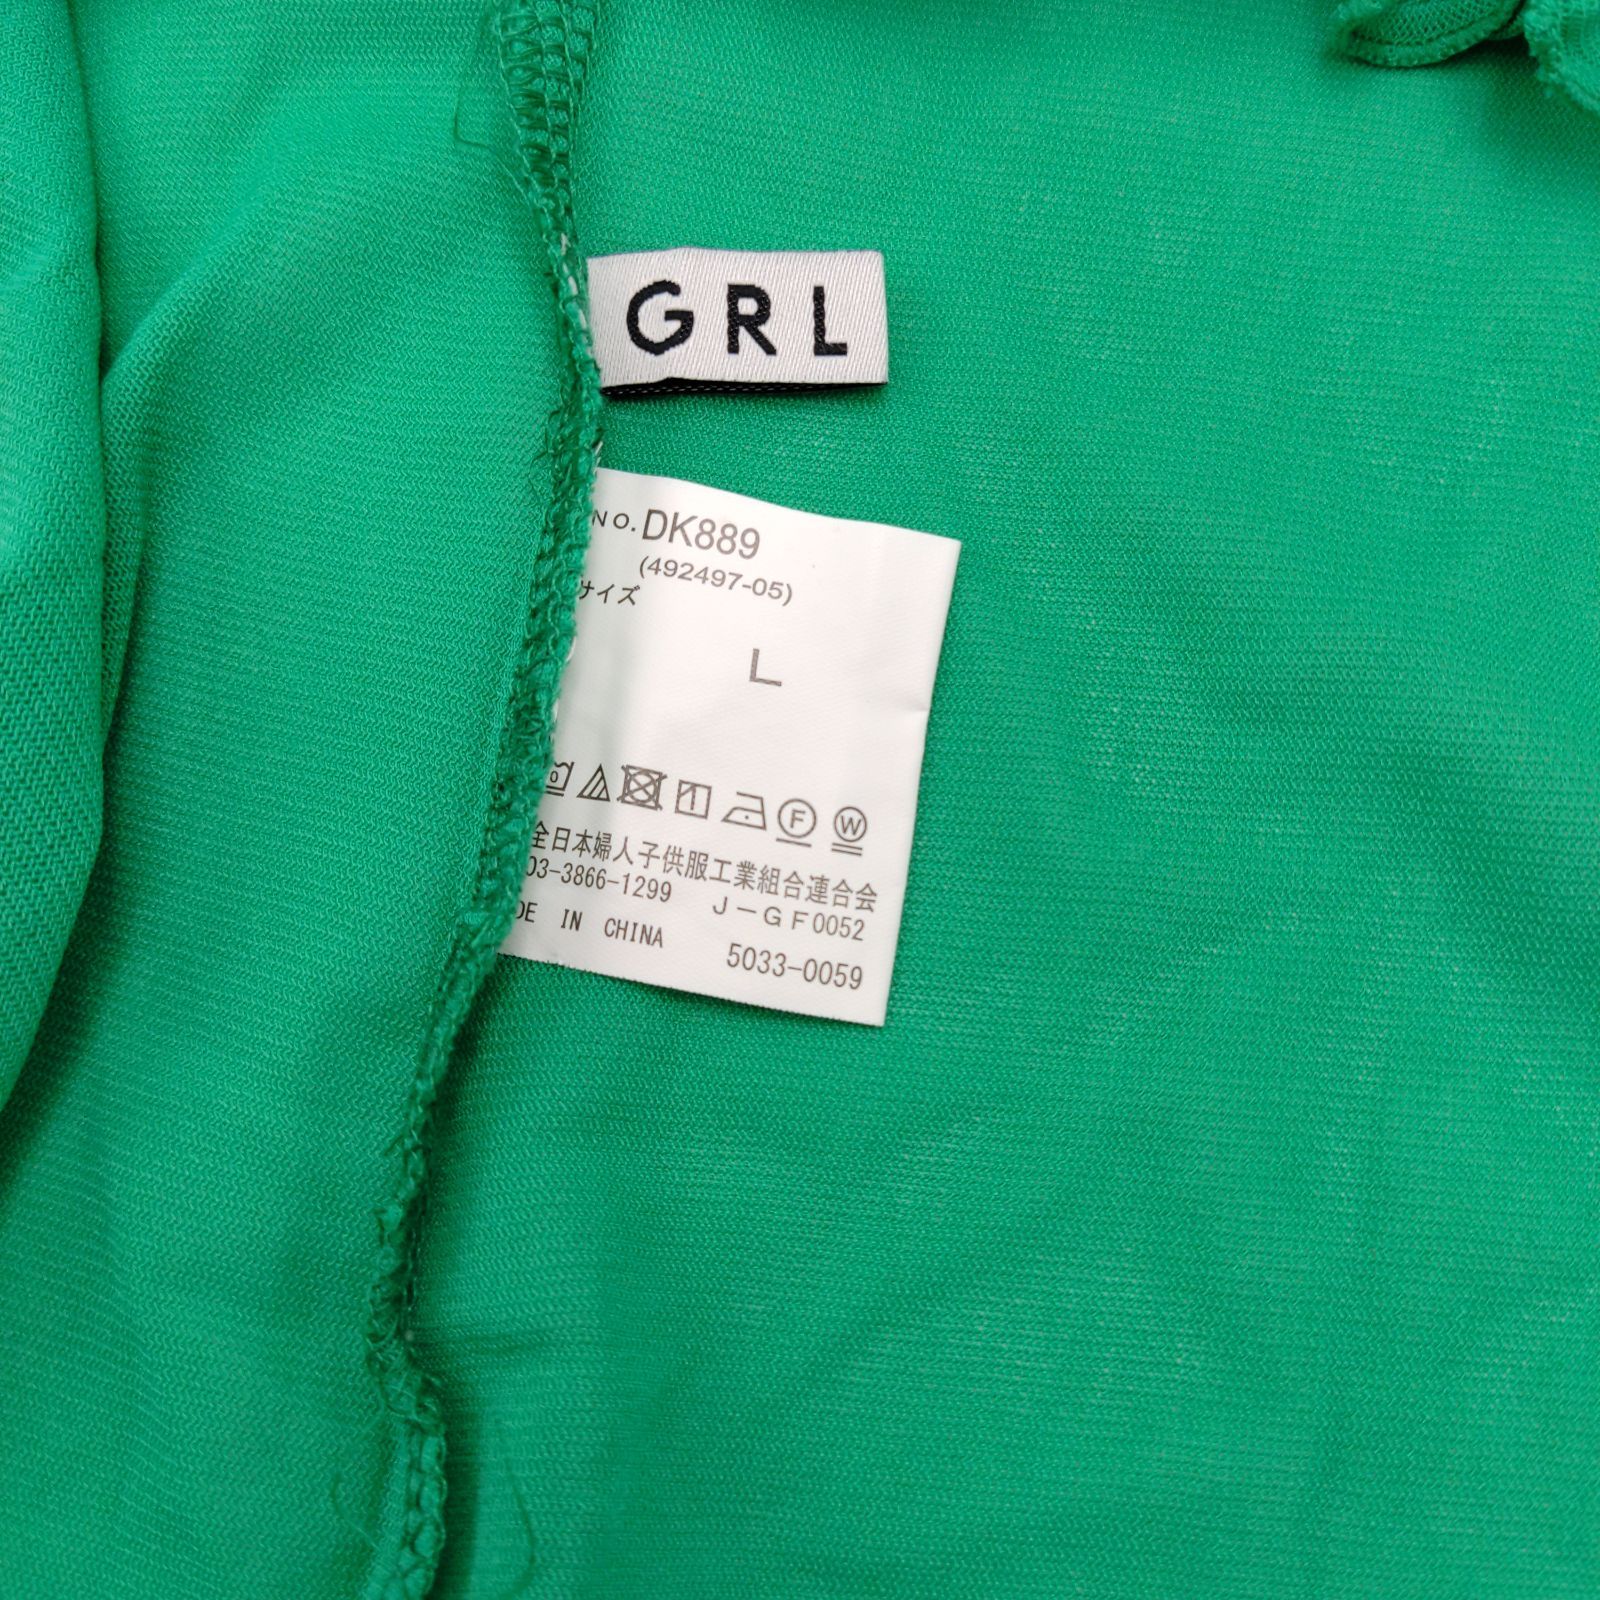 GRL
NO. DK889
(492497-05)
サイズ
L
F W
全日本婦人子供服工業組合連合会
03-3866-1299 J-GF0052
DE IN CHINA
5033-0059